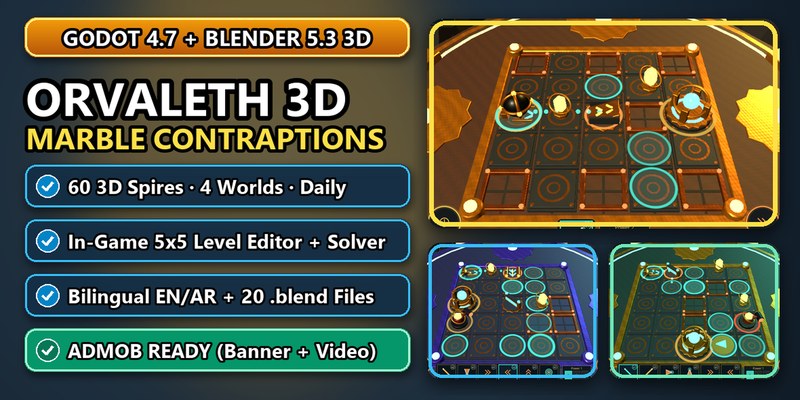 GODOT 4.7 + BLENDER 5.3 3D
ORVALETH 3D
MARBLE CONTRAPTIONS
60 3D Spires · 4 Worlds · Daily
In-Game 5x5 Level Editor + Solver
Bilingual EN/AR + 20 .blend Files
ADMOB READY (Banner + Video)